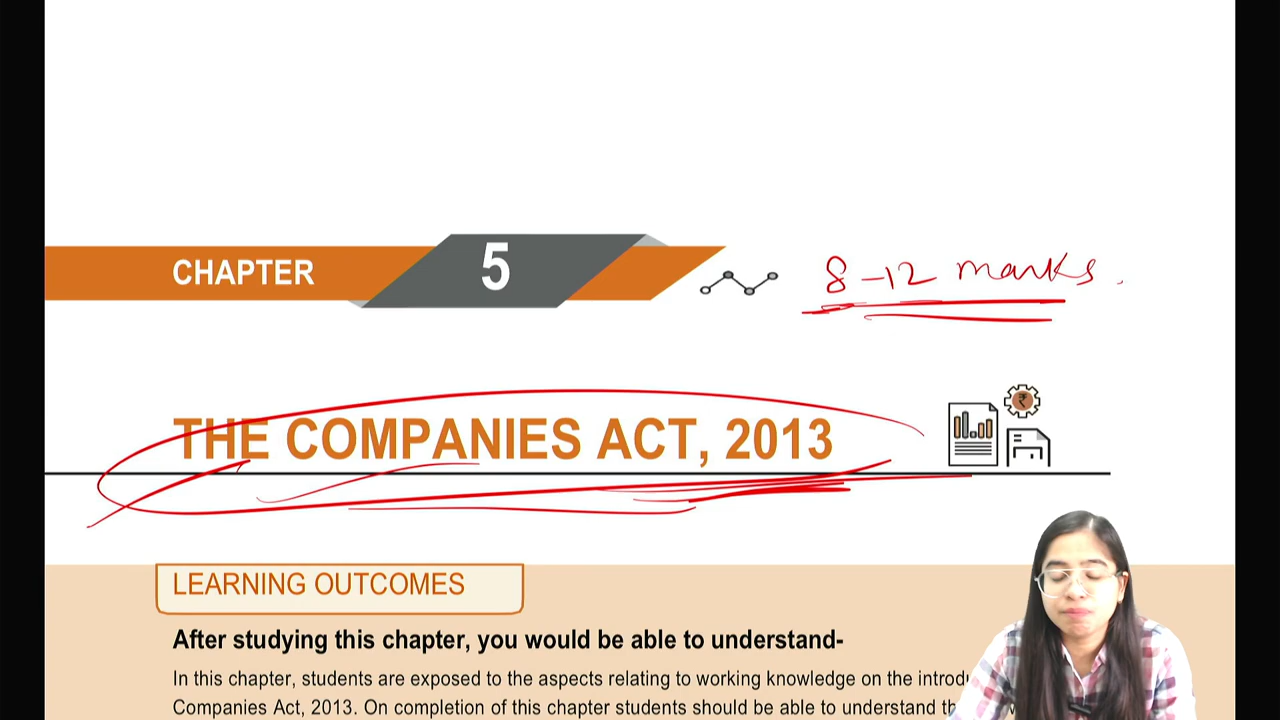 CHAPTER 5
8-12 marks.
THE COMPANIES ACT, 2013
₹
LEARNING OUTCOMES
After studying this chapter, you would be able to understand-
In this chapter, students are exposed to the aspects relating to working knowledge on the
Companies Act, 2013. On completion of this chapter students should be able to understand